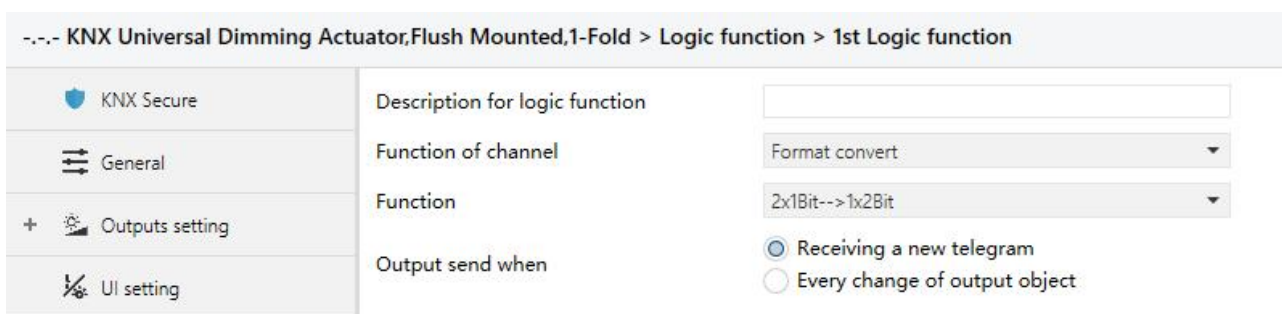 -.-.- KNX Universal Dimming Actuator,Flush Mounted,1-Fold > Logic function > 1st Logic function
KNX Secure
General
+ Outputs setting
UI setting
Description for logic function
Function of channel
Format convert
Function
2x1Bit-->1x2Bit
Output send when
Receiving a new telegram
Every change of output object